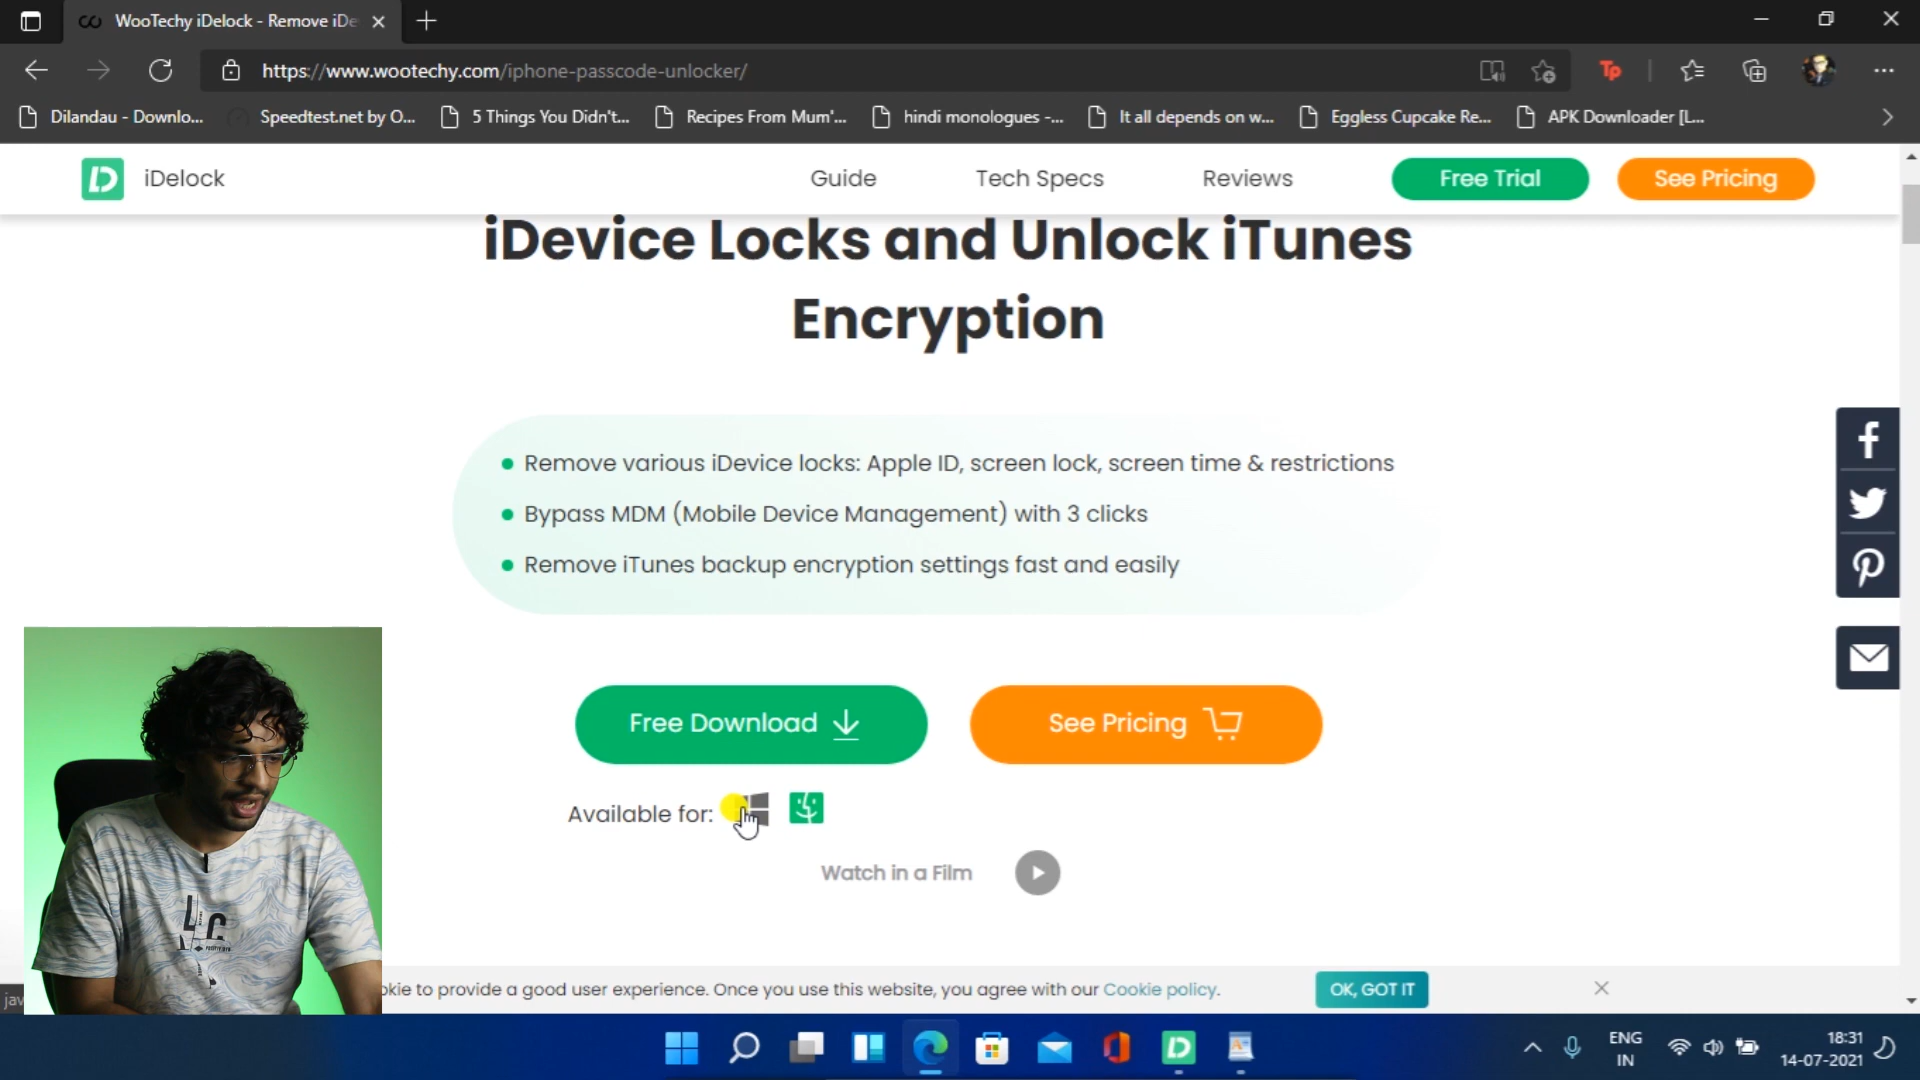 WooTechy iDelock - Remove iDe
https://www.wootechy.com/iphone-passcode-unlocker/
Tp
Dilandau - Downlo...
Speedtest.net by O...
5 Things You Didn't...
Recipes From Mum'...
hindi monologues -...
It all depends on w...
Eggless Cupcake Re...
APK Downloader [L...
iDelock
Guide
Tech Specs
Reviews
Free Trial
See Pricing
iDevice Locks and Unlock iTunes
Encryption
Remove various iDevice locks: Apple ID, screen lock, screen time & restrictions
Bypass MDM (Mobile Device Management) with 3 clicks
Remove iTunes backup encryption settings fast and easily
Free Download
See Pricing
Available for:
Watch in a Film
okie to provide a good user experience. Once you use this website, you agree with our Cookie policy.
OK, GOT IT
jav
ENG
IN
18:31
14-07-2021